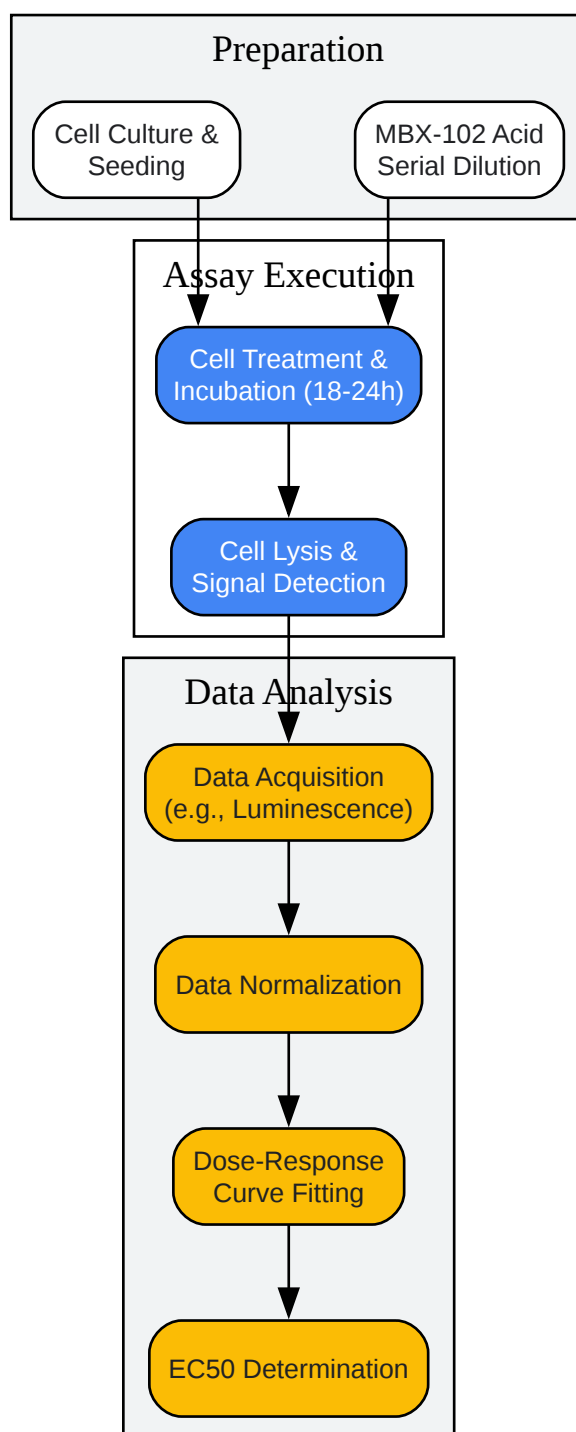 Preparation
Cell Culture &
Seeding
MBX-102 Acid
Serial Dilution
Assay Execution
Cell Treatment &
Incubation (18-24h)
Cell Lysis &
Signal Detection
Data Analysis
Data Acquisition
(e.g., Luminescence)
Data Normalization
Dose-Response
Curve Fitting
EC50 Determination